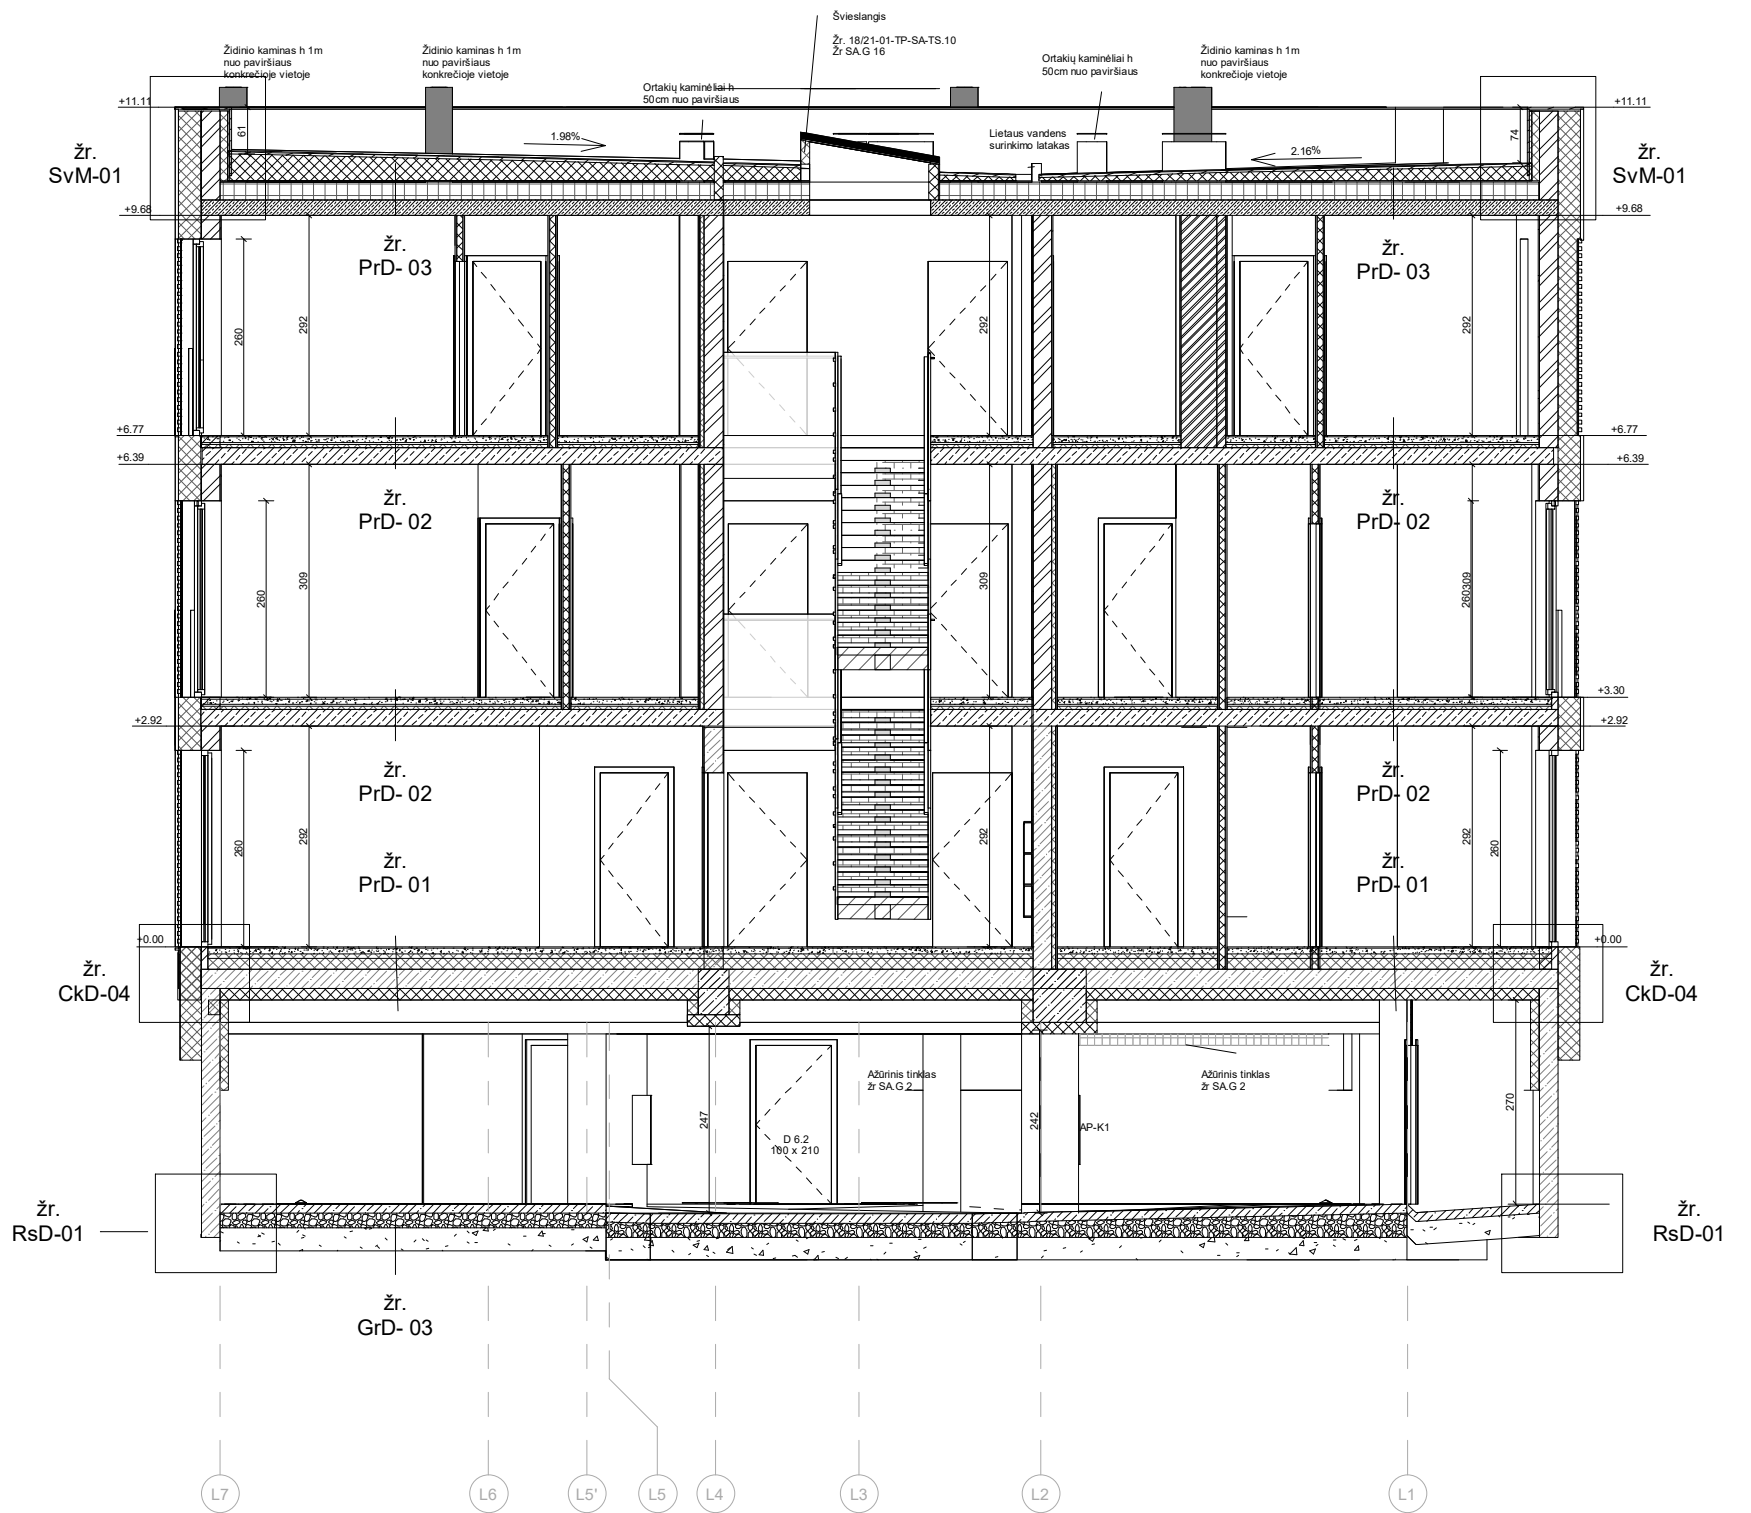 Švieslangis
Žr. 18/21-01-TP-SA-TS.10
Žr SA.G 16
Židinio kaminas h 1m
nuo paviršiaus
konkrečioje vietoje
Židinio kaminas h 1m
nuo paviršiaus
konkrečioje vietoje
Ortakių kaminėliai h
50cm nuo paviršiaus
Ortakių kaminėliai h
50cm nuo paviršiaus
Židinio kaminas h 1m
nuo paviršiaus
konkrečioje vietoje
+11.11
+11.11
61
1.98%
Lietaus vandens
surinkimo latakas
2.16%
74
žr.
SvM-01
žr.
SvM-01
+9.68
+9.68
žr.
PrD- 03
žr.
PrD- 03
260
292
292
292
+6.77
+6.77
+6.39
+6.39
žr.
PrD- 02
žr.
PrD- 02
260
309
309
260309
+3.30
+2.92
+2.92
žr.
PrD- 02
žr.
PrD- 02
260
292
292
292
260
žr.
PrD- 01
žr.
PrD- 01
+0.00
+0.00
žr.
CkD-04
žr.
CkD-04
Ažūrinis tinklas
žr SA.G 2
Ažūrinis tinklas
žr SA.G 2
247
242
270
AP-K1
D 6.2
100 x 210
žr.
RsD-01
žr.
RsD-01
žr.
GrD- 03
L7
L6
L5'
L5
L4
L3
L2
L1